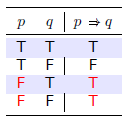 p q p ⇒ q
T T T
T F F
F T T
F F T